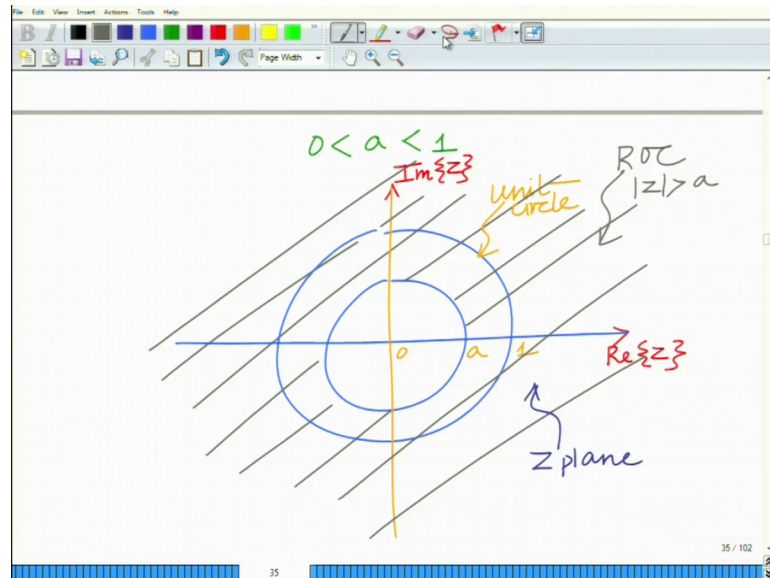 File Edit View Insert Actions Tools Help
B I
Page Width
0 < a < 1
Im{z}
unit
circle
ROC
|z| > a
0 a 1
Re{z}
z plane
35 / 102
35